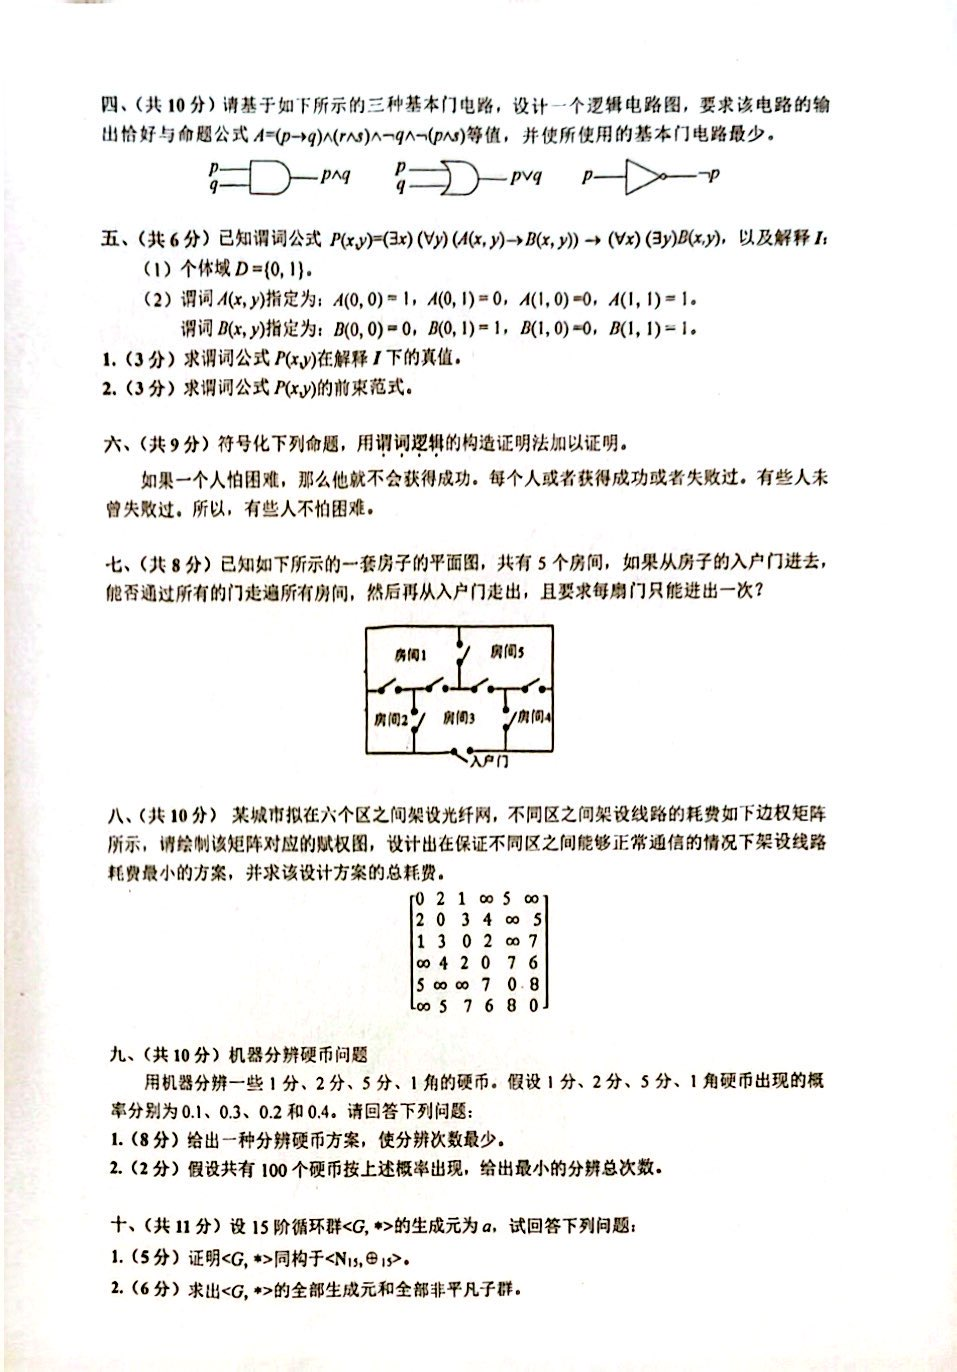 四、（共 10 分）请基于如下所示的三种基本门电路，设计一个逻辑电路图，要求该电路的输
出恰好与命题公式 A=(p→q)∧(r∧s)∧¬q∧¬(p∧s)等值，并使所使用的基本门电路最少。
p q p∧q p q p∨q p ¬p
五、（共 6 分）已知谓词公式 P(x,y)=(∃x) (∀y) (A(x, y)→B(x, y)) → (∀x) (∃y)B(x,y)，以及解释 I：
（1）个体域 D ={0, 1}。
（2）谓词 A(x, y)指定为：A(0, 0) = 1，A(0, 1) = 0，A(1, 0) =0，A(1, 1) = 1。
谓词 B(x, y)指定为：B(0, 0) = 0，B(0, 1) = 1，B(1, 0) =0，B(1, 1) = 1。
1.（3 分）求谓词公式 P(x,y)在解释 I 下的真值。
2.（3 分）求谓词公式 P(x,y)的前束范式。
六、（共 9 分）符号化下列命题，用谓词逻辑的构造证明法加以证明。
如果一个人怕困难，那么他就不会获得成功。每个人或者获得成功或者失败过。有些人未
曾失败过。所以，有些人不怕困难。
七、（共 8 分）已知如下所示的一套房子的平面图，共有 5 个房间，如果从房子的入户门进去，
能否通过所有的门走遍所有房间，然后再从入户门走出，且要求每扇门只能进出一次？
房间1 房间5
房间2 房间3 房间4
入户门
八、（共 10 分） 某城市拟在六个区之间架设光纤网，不同区之间架设线路的耗费如下边权矩阵
所示，请绘制该矩阵对应的赋权图，设计出在保证不同区之间能够正常通信的情况下架设线路
耗费最小的方案，并求该设计方案的总耗费。
0 2 1 ∞ 5 ∞
2 0 3 4 ∞ 5
1 3 0 2 ∞ 7
∞ 4 2 0 7 6
5 ∞ ∞ 7 0 8
∞ 5 7 6 8 0
九、（共 10 分）机器分辨硬币问题
用机器分辨一些 1 分、2 分、5 分、1 角的硬币。假设 1 分、2 分、5 分、1 角硬币出现的概
率分别为 0.1、0.3、0.2 和 0.4。请回答下列问题：
1.（8 分）给出一种分辨硬币方案，使分辨次数最少。
2.（2 分）假设共有 100 个硬币按上述概率出现，给出最小的分辨总次数。
十、（共 11 分）设 15 阶循环群<G, *>的生成元为 a，试回答下列问题：
1.（5 分）证明<G, *>同构于<N₁₅,⊕₁₅>。
2.（6 分）求出<G, *>的全部生成元和全部非平凡子群。